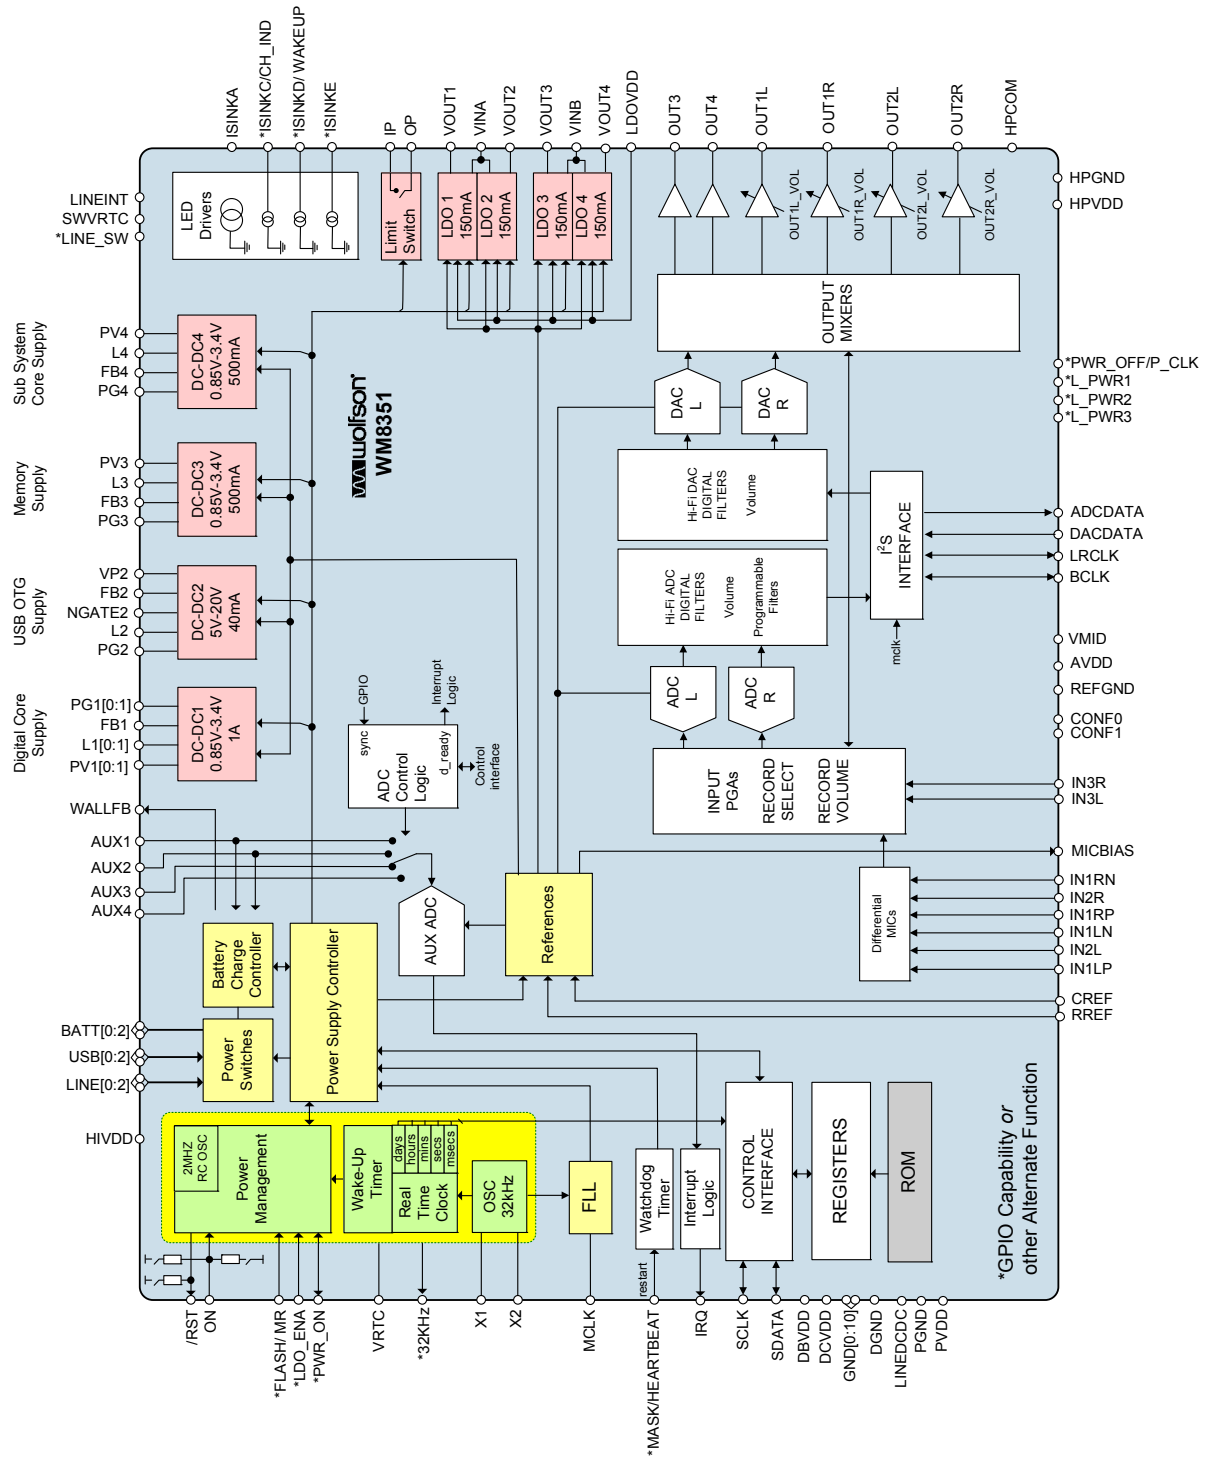 ISINKA
*ISINKC/CH_IND
*ISINKD/ WAKEUP
*ISINKE
IP
OP
VOUT1
VINA
VOUT2
VOUT3
VINB
VOUT4
LDOVDD
OUT3
OUT4
OUT1L
OUT1R
OUT2L
OUT2R
HPCOM
LINEINT
SWVRTC
*LINE_SW
LED
Drivers
Limit
Switch
LDO 1
150mA
LDO 2
150mA
LDO 3
150mA
LDO 4
150mA
OUT1L_VOL
OUT1R_VOL
OUT2L_VOL
OUT2R_VOL
HPGND
HPVDD
Sub System
Core Supply
PV4
L4
FB4
PG4
DC-DC4
0.85V-3.4V
500mA
OUTPUT
MIXERS
*PWR_OFF/P_CLK
*L_PWR1
*L_PWR2
*L_PWR3
wolfson®
WM8351
DAC
L
DAC
R
Memory
Supply
PV3
L3
FB3
PG3
DC-DC3
0.85V-3.4V
500mA
Hi-Fi DAC
DIGITAL
FILTERS
Volume
I²S
INTERFACE
mclk
ADCDATA
DACDATA
LRCLK
BCLK
USB OTG
Supply
VP2
FB2
NGATE2
L2
PG2
DC-DC2
5V-20V
40mA
Hi-Fi ADC
DIGITAL
FILTERS
Volume
Programmable
Filters
VMID
AVDD
REFGND
CONF0
CONF1
Digital Core
Supply
PG1[0:1]
FB1
L1[0:1]
PV1[0:1]
DC-DC1
0.85V-3.4V
1A
GPIO
Interrupt
Logic
sync
d_ready
ADC
Control
Logic
Control
interface
ADC
L
ADC
R
INPUT
PGAs
RECORD
SELECT
RECORD
VOLUME
IN3R
IN3L
WALLFB
AUX1
AUX2
AUX3
AUX4
AUX ADC
References
MICBIAS
Differential
MICs
IN1RN
IN2R
IN1RP
IN1LN
IN2L
IN1LP
CREF
RREF
Battery
Charge
Controller
Power Supply Controller
Power
Switches
BATT[0:2]
USB[0:2]
LINE[0:2]
HIVDD
2MHZ
RC OSC
Power
Management
Wake-Up
Timer
days
hours
mins
secs
msecs
Real
Time
Clock
OSC
32kHz
FLL
Watchdog
Timer
restart
Interrupt
Logic
CONTROL
INTERFACE
REGISTERS
ROM
*GPIO Capability or
other Alternate Function
/RST
ON
*FLASH/ MR
*LDO_ENA
*PWR_ON
VRTC
*32KHz
X1
X2
MCLK
*MASK/HEARTBEAT
IRQ
SCLK
SDATA
DBVDD
DCVDD
GND[0:10]
DGND
LINEDCDC
PGND
PVDD